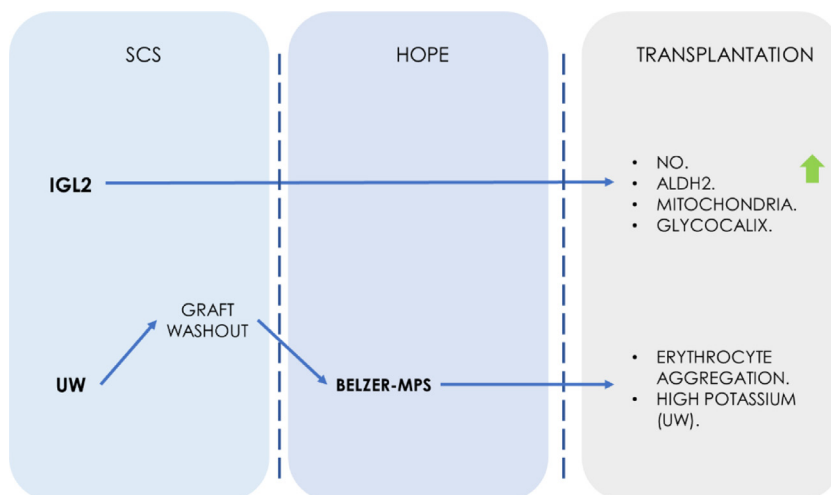 SCS
HOPE
TRANSPLANTATION
IGL2
• NO.
• ALDH2.
• MITOCHONDRIA.
• GLYCOCALIX.
GRAFT
WASHOUT
UW
BELZER-MPS
• ERYTHROCYTE
AGGREGATION.
• HIGH POTASSIUM
(UW).